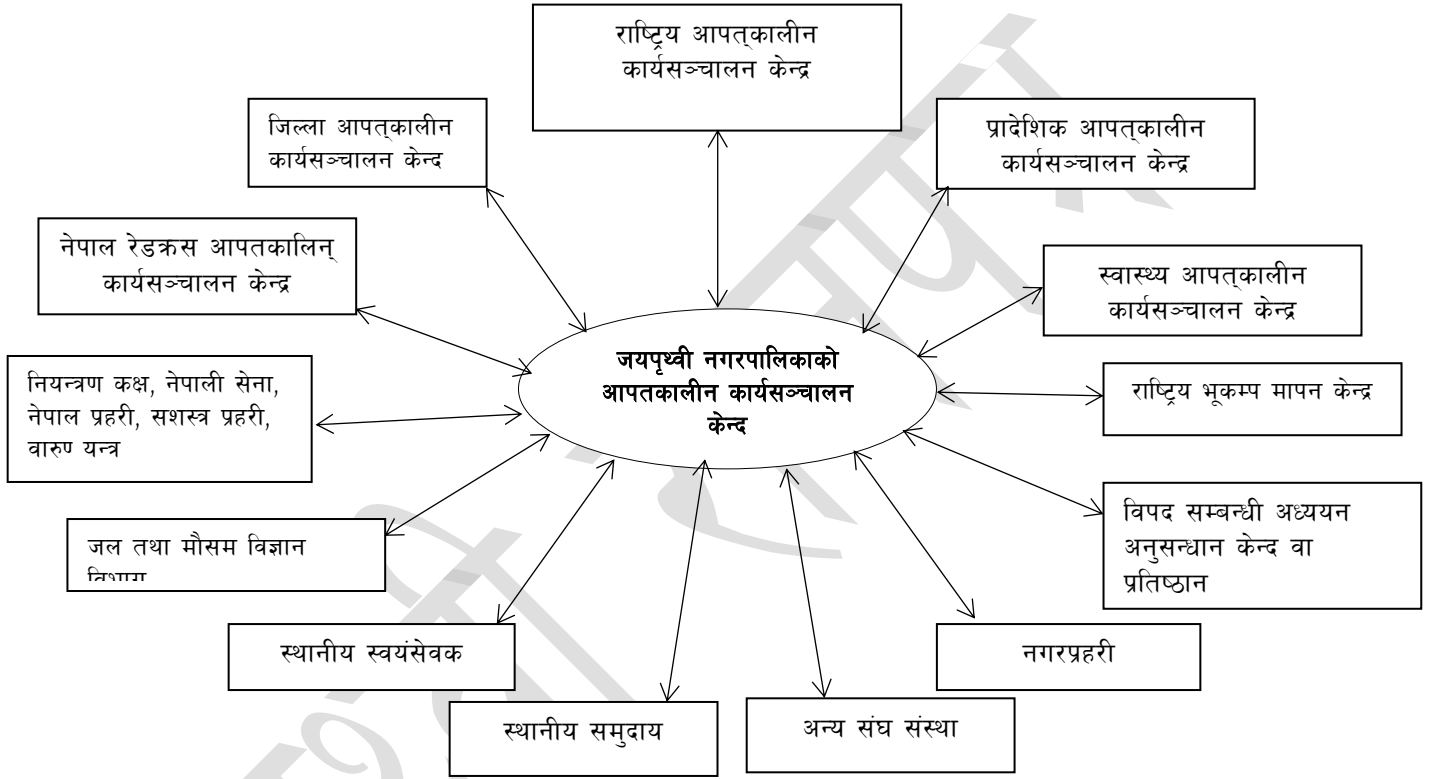 राष्ट्रिय आपत्कालीन
कार्यसञ्चालन केन्द्र
जिल्ला आपत्कालीन
कार्यसञ्चालन केन्द
प्रादेशिक आपत्कालीन
कार्यसञ्चालन केन्द्र
नेपाल रेडक्रस आपतकालिन्
कार्यसञ्चालन केन्द्र
स्वास्थ्य आपत्कालीन
कार्यसञ्चालन केन्द्र
जयपृथ्वी नगरपालिकाको
आपतकालीन कार्यसञ्चालन
केन्द
नियन्त्रण कक्ष, नेपाली सेना,
नेपाल प्रहरी, सशस्त्र प्रहरी,
वारुण यन्त्र
राष्ट्रिय भूकम्प मापन केन्द्र
विपद सम्बन्धी अध्ययन
अनुसन्धान केन्द वा
प्रतिष्ठान
जल तथा मौसम विज्ञान
विभाग
स्थानीय स्वयंसेवक
नगरप्रहरी
स्थानीय समुदाय
अन्य संघ संस्था